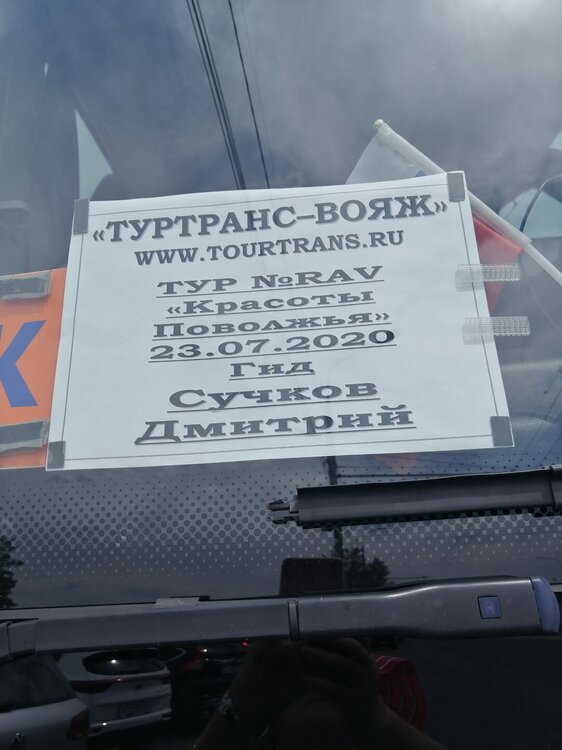 «ТУРТРАНС–ВОЯЖ»
WWW.TOURTRANS.RU
ТУР №RAV
«Красоты
Поволжья»
23.07.2020
Гид
Сучков
Дмитрий